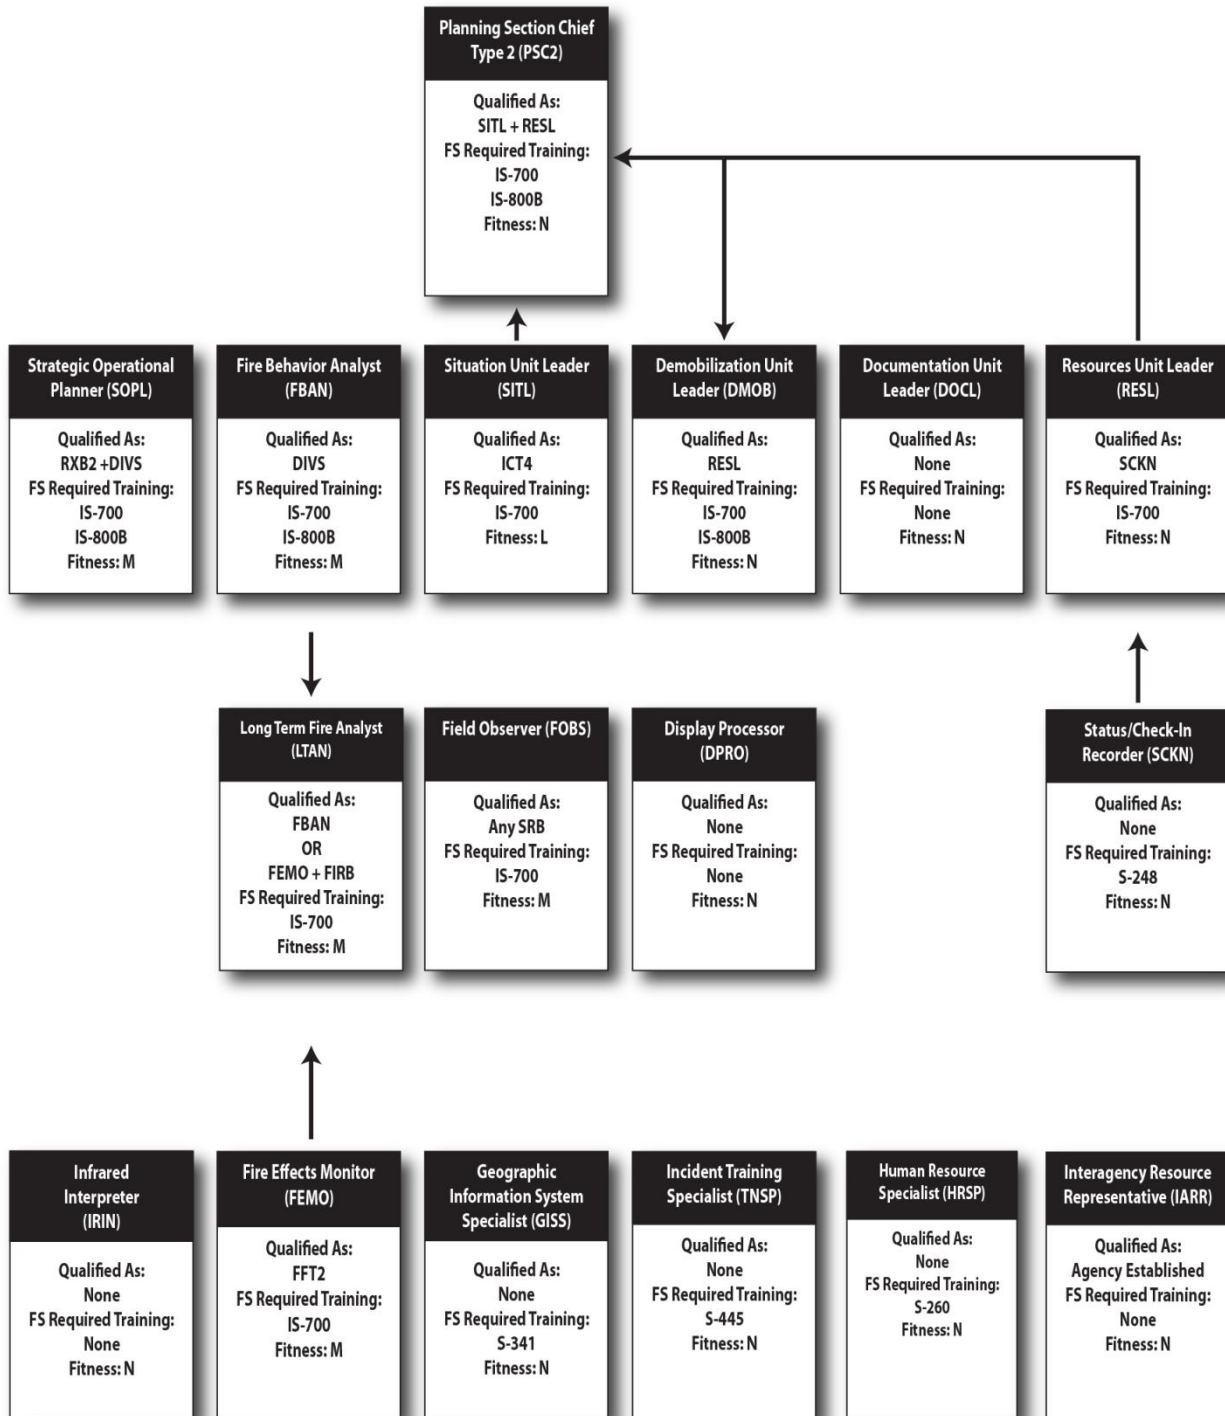 Planning Section Chief
Type 2 (PSC2)
Qualified As:
SITL + RESL
FS Required Training:
IS-700
IS-800B
Fitness: N
Strategic Operational
Planner (SOPL)
Qualified As:
RXB2 +DIVS
FS Required Training:
IS-700
IS-800B
Fitness: M
Fire Behavior Analyst
(FBAN)
Qualified As:
DIVS
FS Required Training:
IS-700
IS-800B
Fitness: M
Situation Unit Leader
(SITL)
Qualified As:
ICT4
FS Required Training:
IS-700
Fitness: L
Demobilization Unit
Leader (DMOB)
Qualified As:
RESL
FS Required Training:
IS-700
IS-800B
Fitness: N
Documentation Unit
Leader (DOCL)
Qualified As:
None
FS Required Training:
None
Fitness: N
Resources Unit Leader
(RESL)
Qualified As:
SCKN
FS Required Training:
IS-700
Fitness: N
Long Term Fire Analyst
(LTAN)
Qualified As:
FBAN
OR
FEMO + FIRB
FS Required Training:
IS-700
Fitness: M
Field Observer (FOBS)
Qualified As:
Any SRB
FS Required Training:
IS-700
Fitness: M
Display Processor
(DPRO)
Qualified As:
None
FS Required Training:
None
Fitness: N
Status/Check-In
Recorder (SCKN)
Qualified As:
None
FS Required Training:
S-248
Fitness: N
Infrared
Interpreter
(IRIN)
Qualified As:
None
FS Required Training:
None
Fitness: N
Fire Effects Monitor
(FEMO)
Qualified As:
FFT2
FS Required Training:
IS-700
Fitness: M
Geographic
Information System
Specialist (GISS)
Qualified As:
None
FS Required Training:
S-341
Fitness: N
Incident Training
Specialist (TNSP)
Qualified As:
None
FS Required Training:
S-445
Fitness: N
Human Resource
Specialist (HRSP)
Qualified As:
None
FS Required Training:
S-260
Fitness: N
Interagency Resource
Representative (IARR)
Qualified As:
Agency Established
FS Required Training:
None
Fitness: N